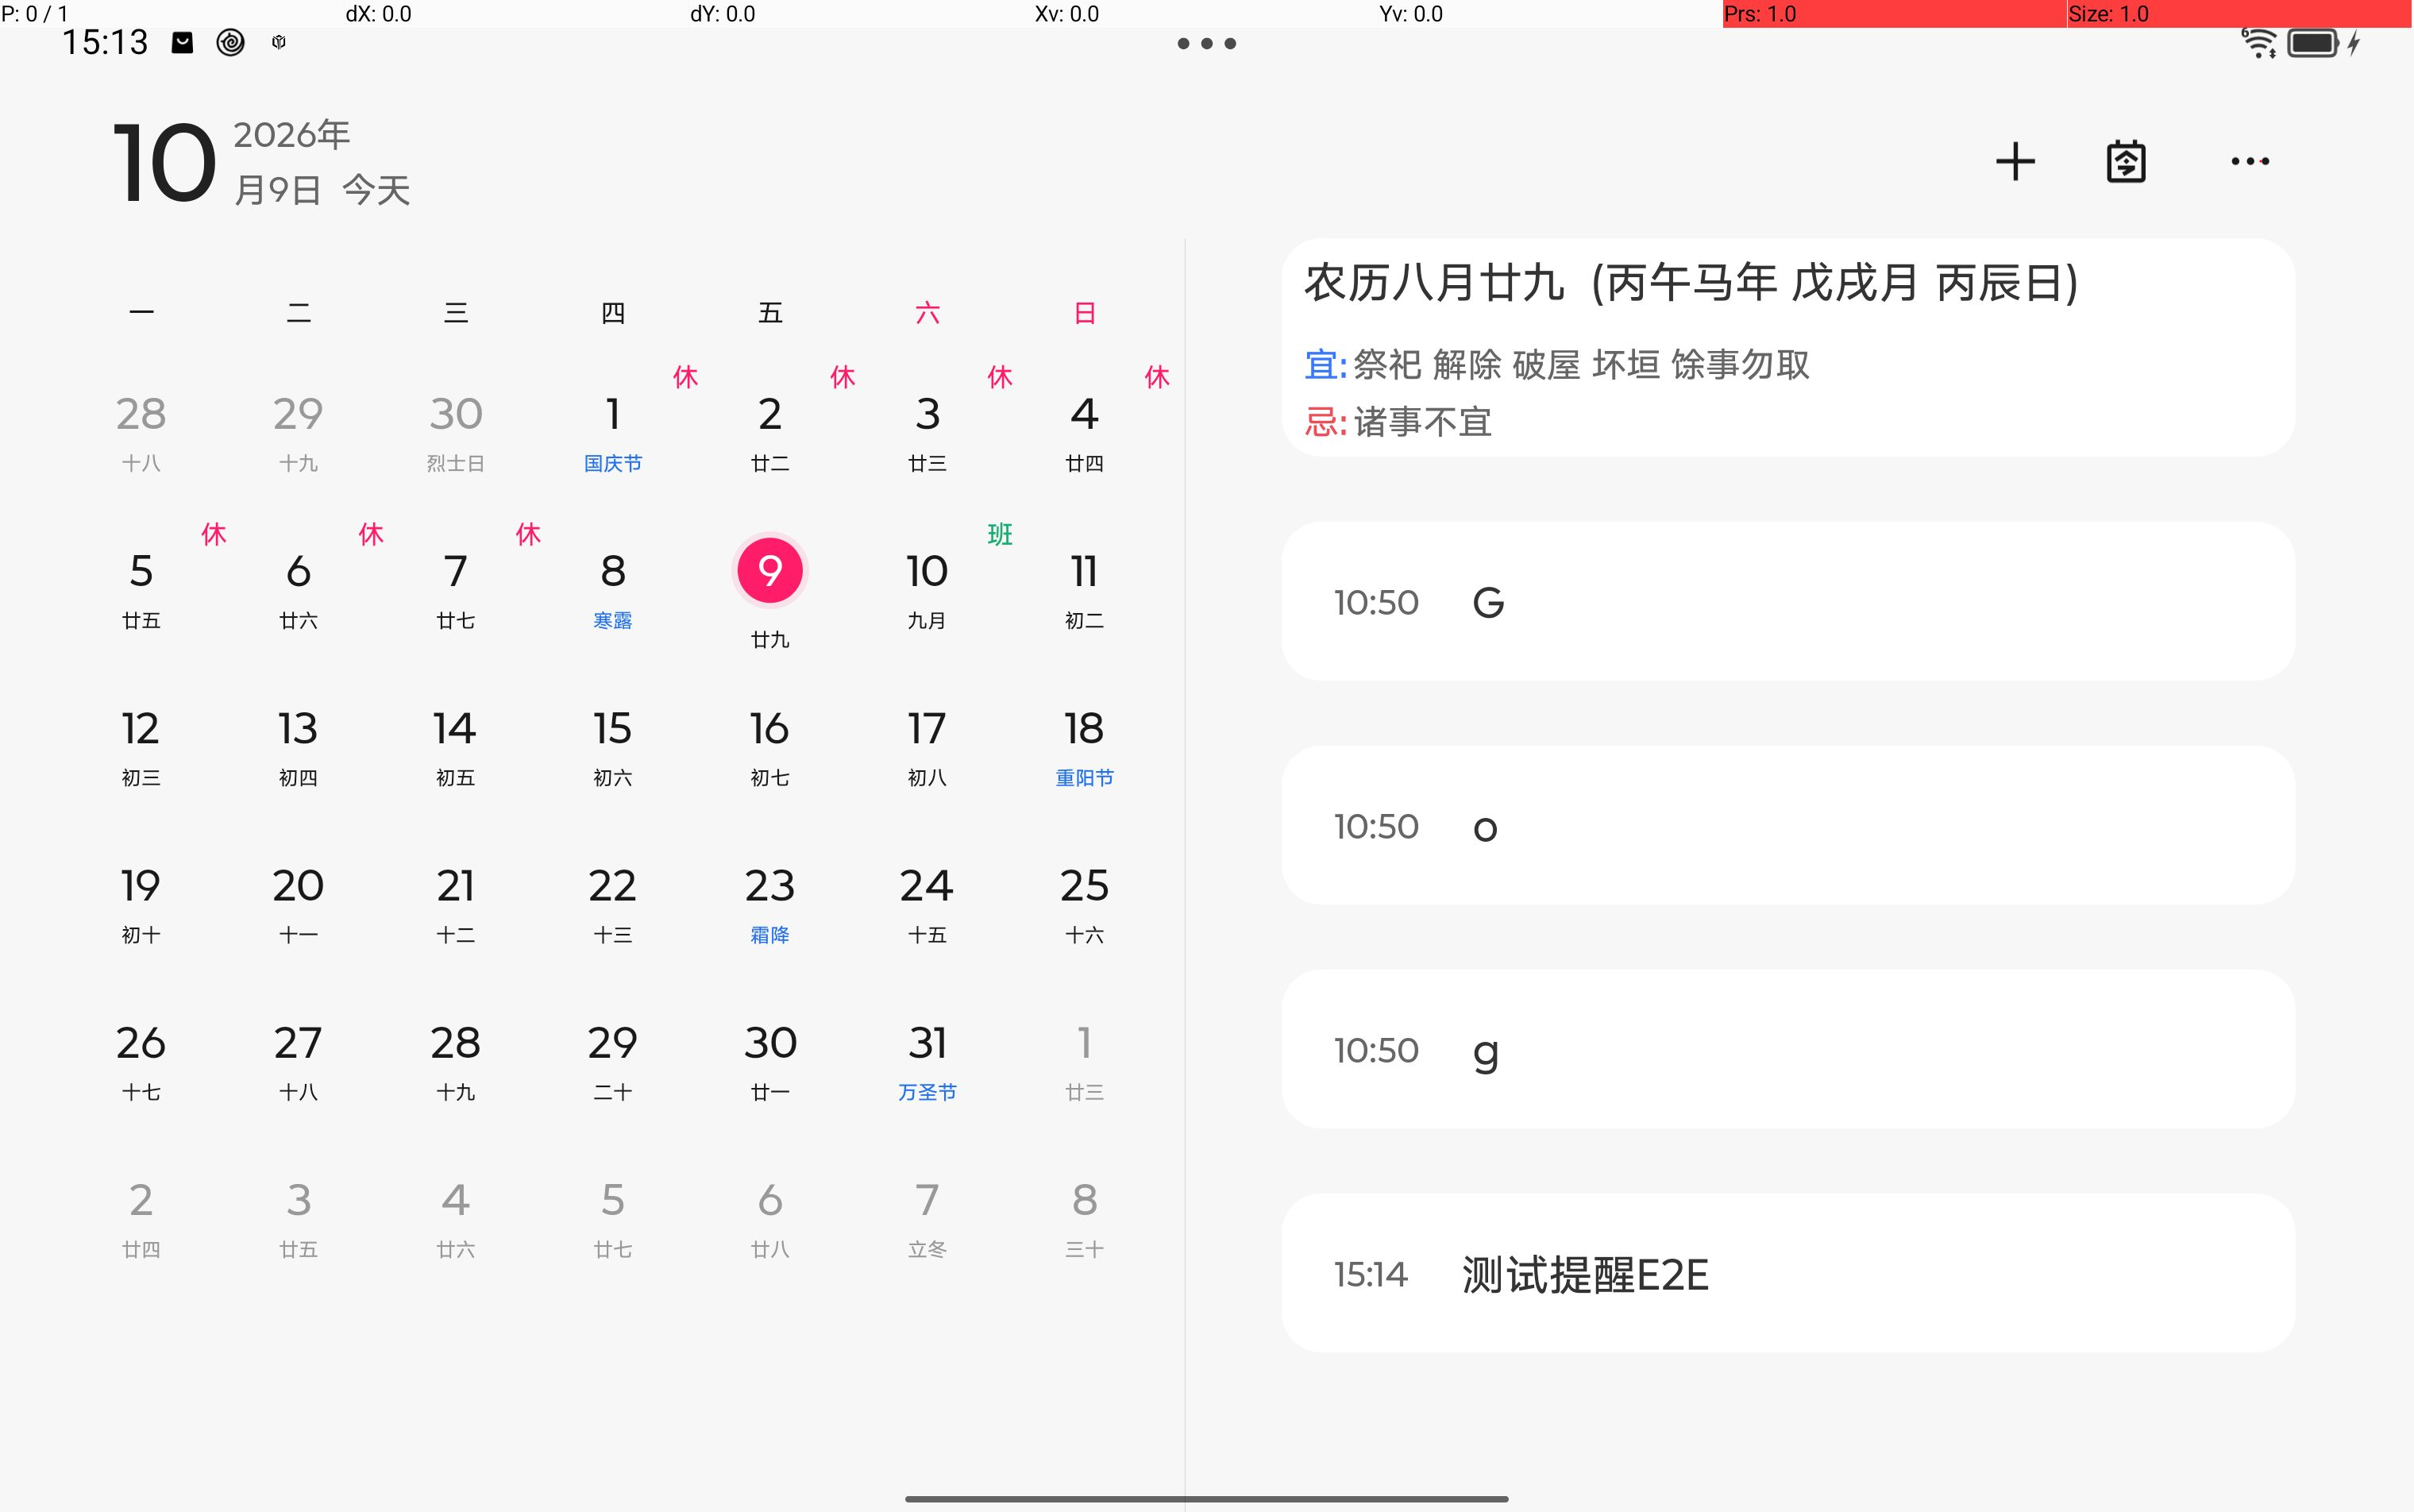 P: 0 / 1 dX: 0.0 dY: 0.0 Xv: 0.0 Yv: 0.0 Prs: 1.0 Size: 1.0
15:13
6
10 2026年
月9日 今天
一 二 三 四 五 六 日
休 休 休 休
28 29 30 1 2 3 4
十八 十九 烈士日 国庆节 廿二 廿三 廿四
休 休 休 班
5 6 7 8 9 10 11
廿五 廿六 廿七 寒露 廿九 九月 初二
12 13 14 15 16 17 18
初三 初四 初五 初六 初七 初八 重阳节
19 20 21 22 23 24 25
初十 十一 十二 十三 霜降 十五 十六
26 27 28 29 30 31 1
十七 十八 十九 二十 廿一 万圣节 廿三
2 3 4 5 6 7 8
廿四 廿五 廿六 廿七 廿八 立冬 三十
今
农历八月廿九 (丙午马年 戊戌月 丙辰日)
宜: 祭祀 解除 破屋 坏垣 馀事勿取
忌: 诸事不宜
10:50 G
10:50 o
10:50 g
15:14 测试提醒E2E